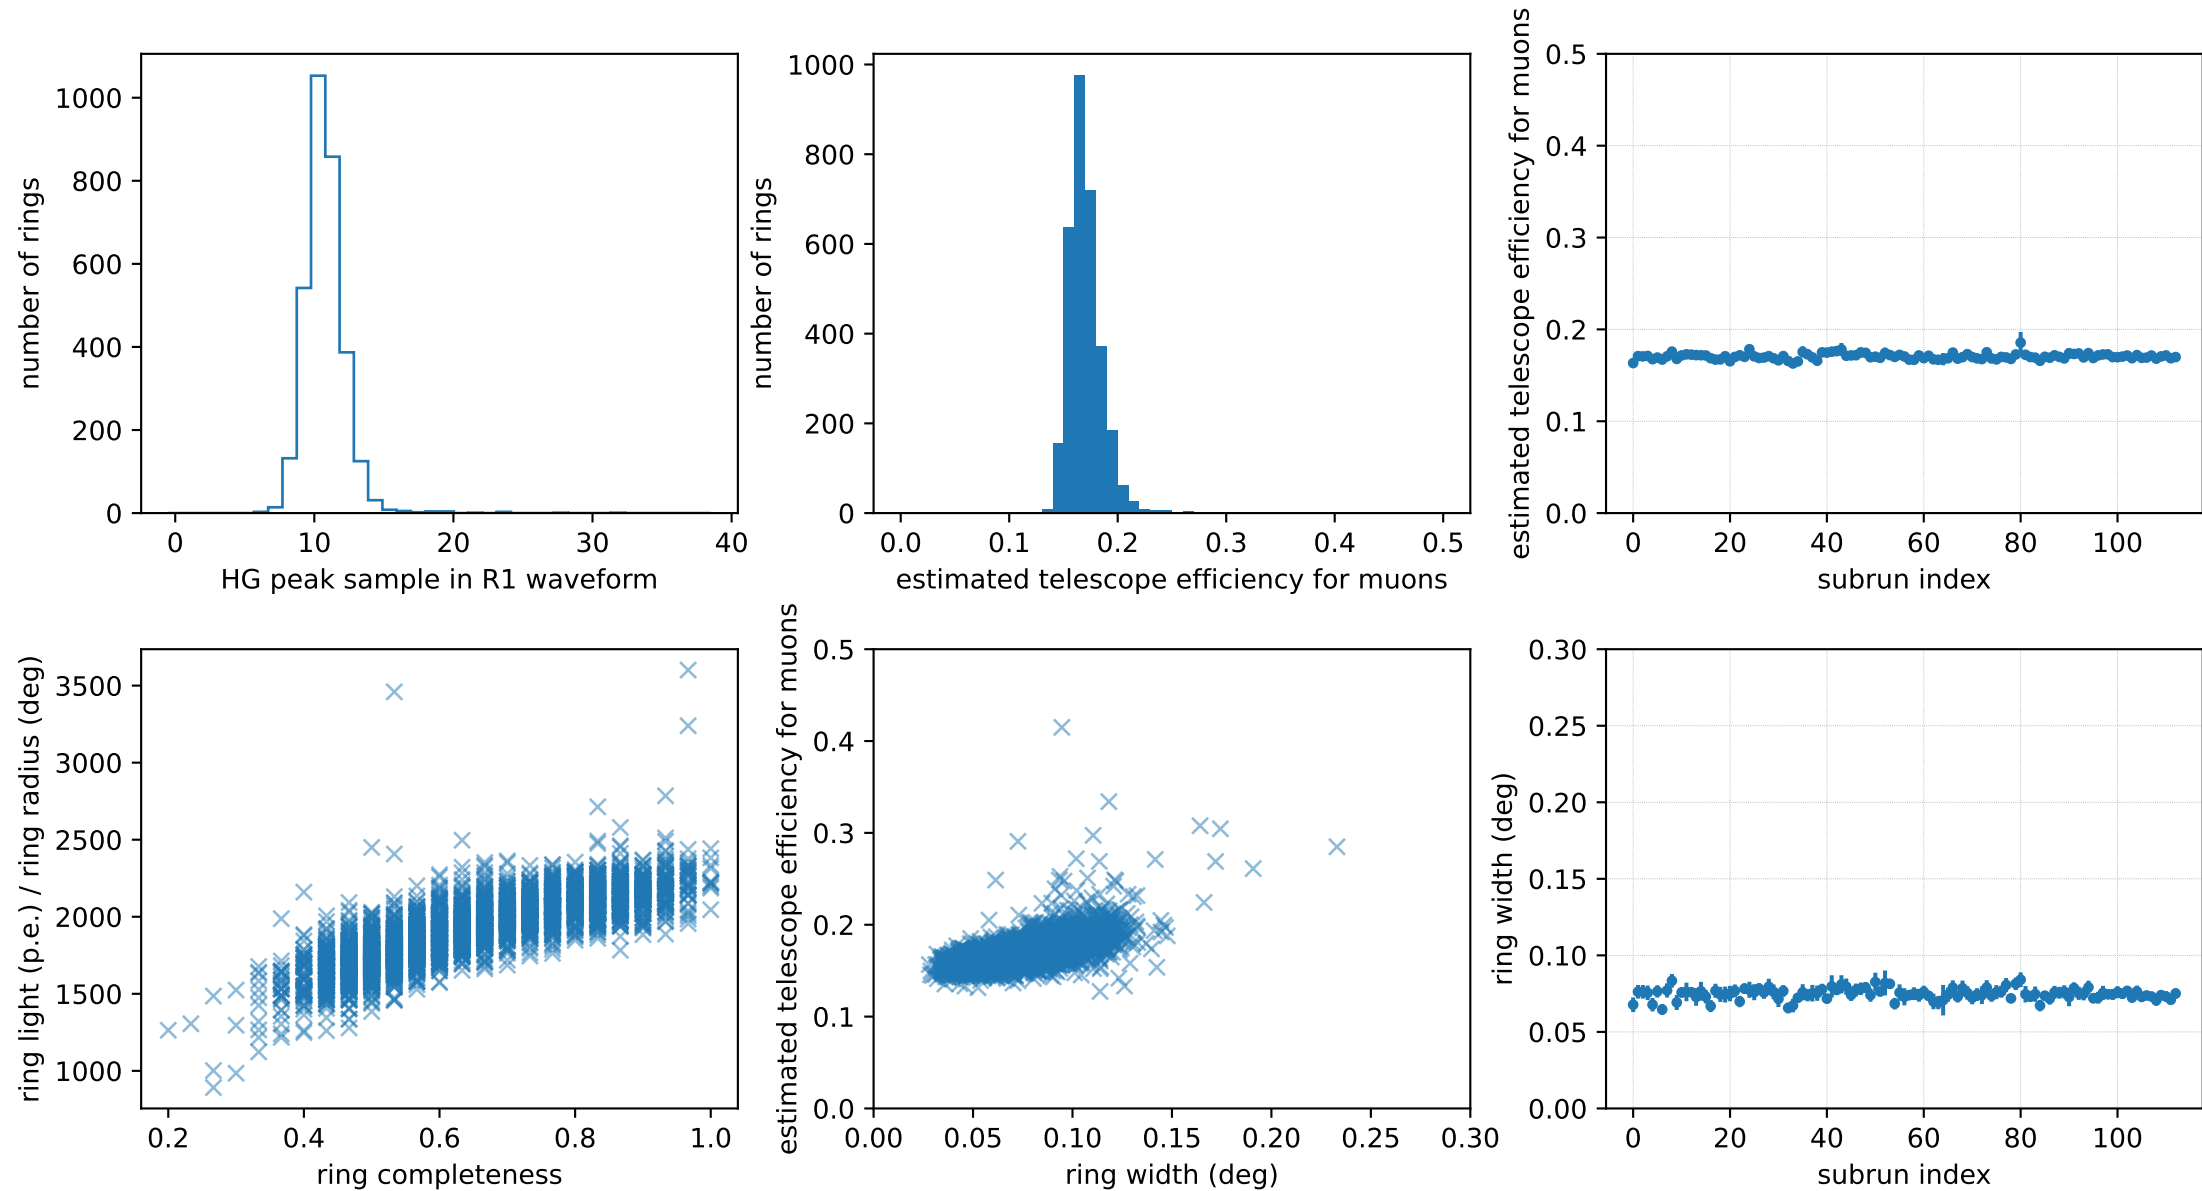 number of rings
1000
800
600
400
200
0
0 10 20 30 40
HG peak sample in R1 waveform
number of rings
1000
800
600
400
200
0
0.0 0.1 0.2 0.3 0.4 0.5
estimated telescope efficiency for muons
estimated telescope efficiency for muons
0.5
0.4
0.3
0.2
0.1
0.0
0 20 40 60 80 100
subrun index
ring light (p.e.) / ring radius (deg)
3500
3000
2500
2000
1500
1000
0.2 0.4 0.6 0.8 1.0
ring completeness
estimated telescope efficiency for muons
0.5
0.4
0.3
0.2
0.1
0.0
0.00 0.05 0.10 0.15 0.20 0.25 0.30
ring width (deg)
ring width (deg)
0.30
0.25
0.20
0.15
0.10
0.05
0.00
0 20 40 60 80 100
subrun index